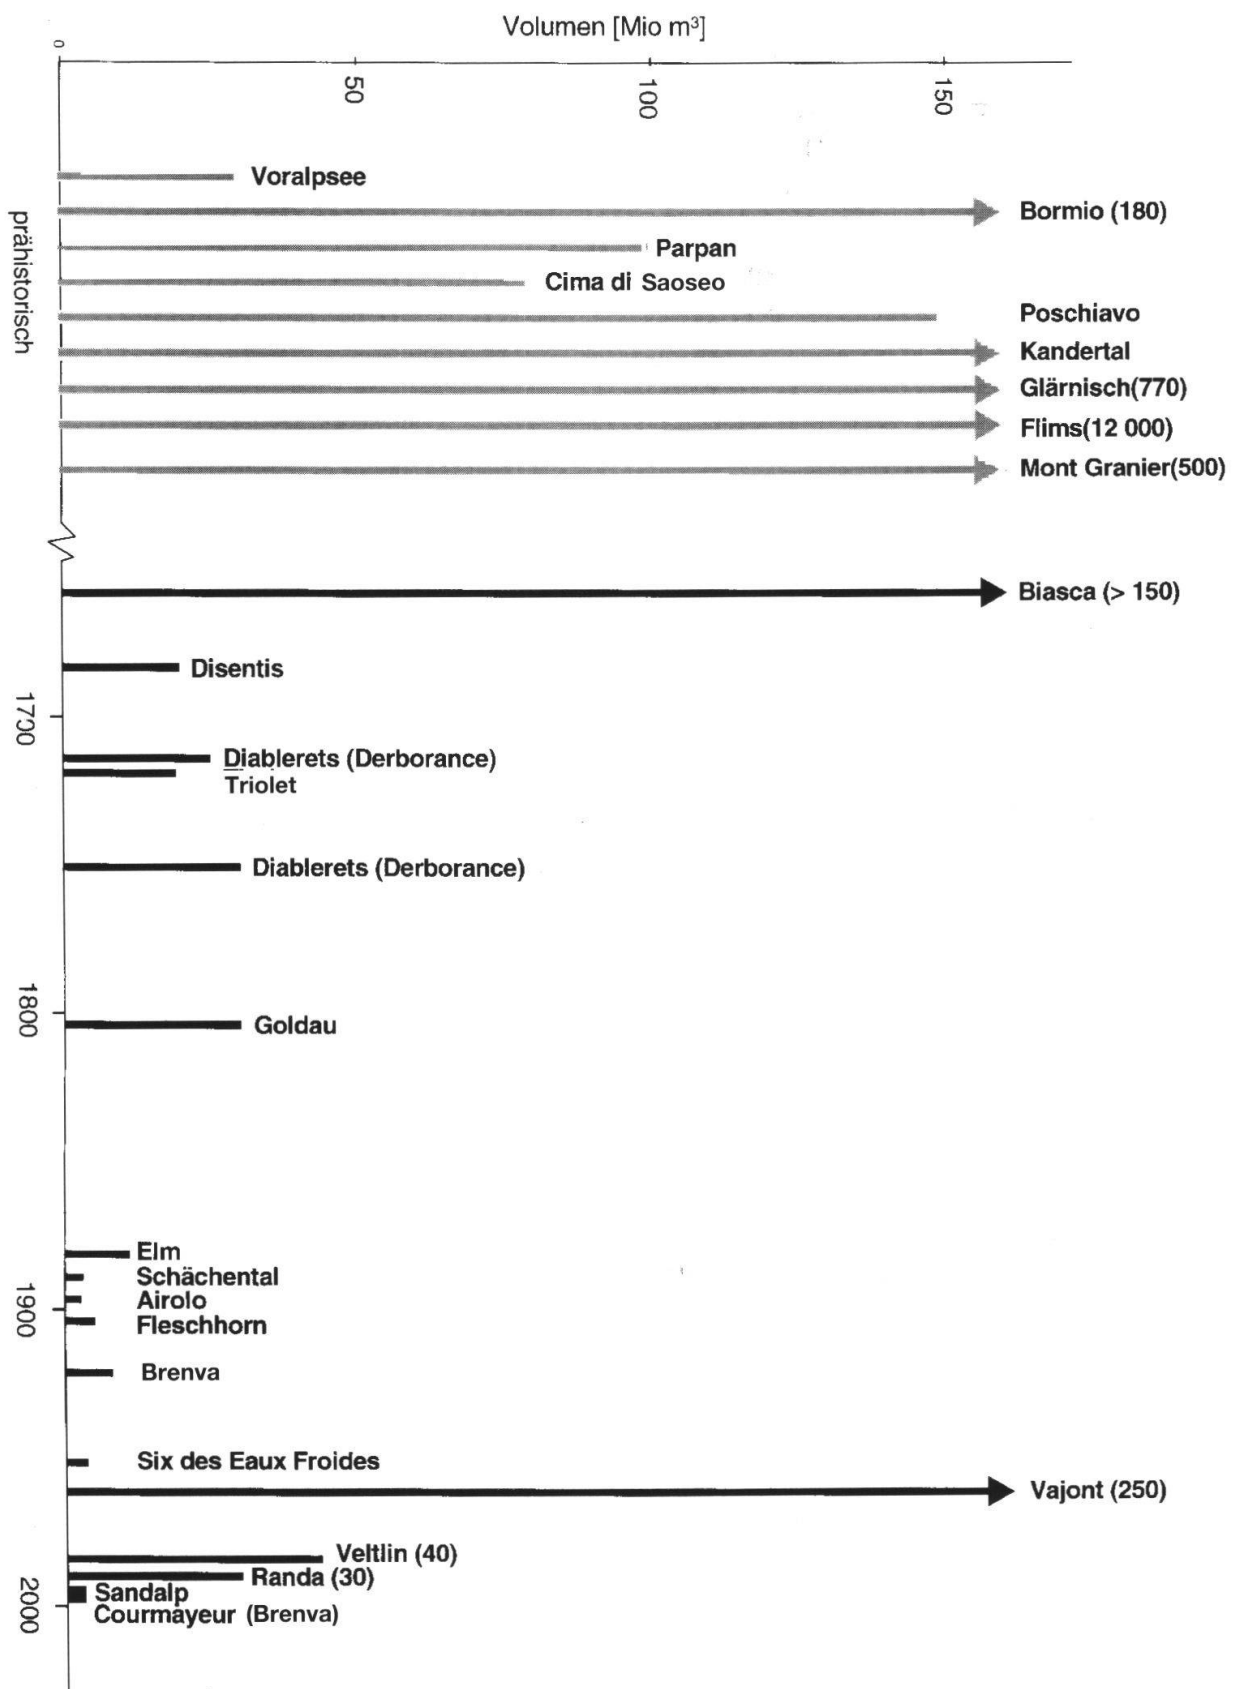 Volumen [Mio m³]
0
50
100
150
prähistorisch
Voralpsee
Bormio (180)
Parpan
Cima di Saoseo
Poschiavo
Kandertal
Glärnisch(770)
Flims(12 000)
Mont Granier(500)
Biasca (> 150)
Disentis
1700
Diablerets (Derborance)
Triolet
Diablerets (Derborance)
1800
Goldau
Elm
Schächental
Airolo
1900
Fleschhorn
Brenva
Six des Eaux Froides
Vajont (250)
Veltlin (40)
Randa (30)
Sandalp
2000
Courmayeur (Brenva)